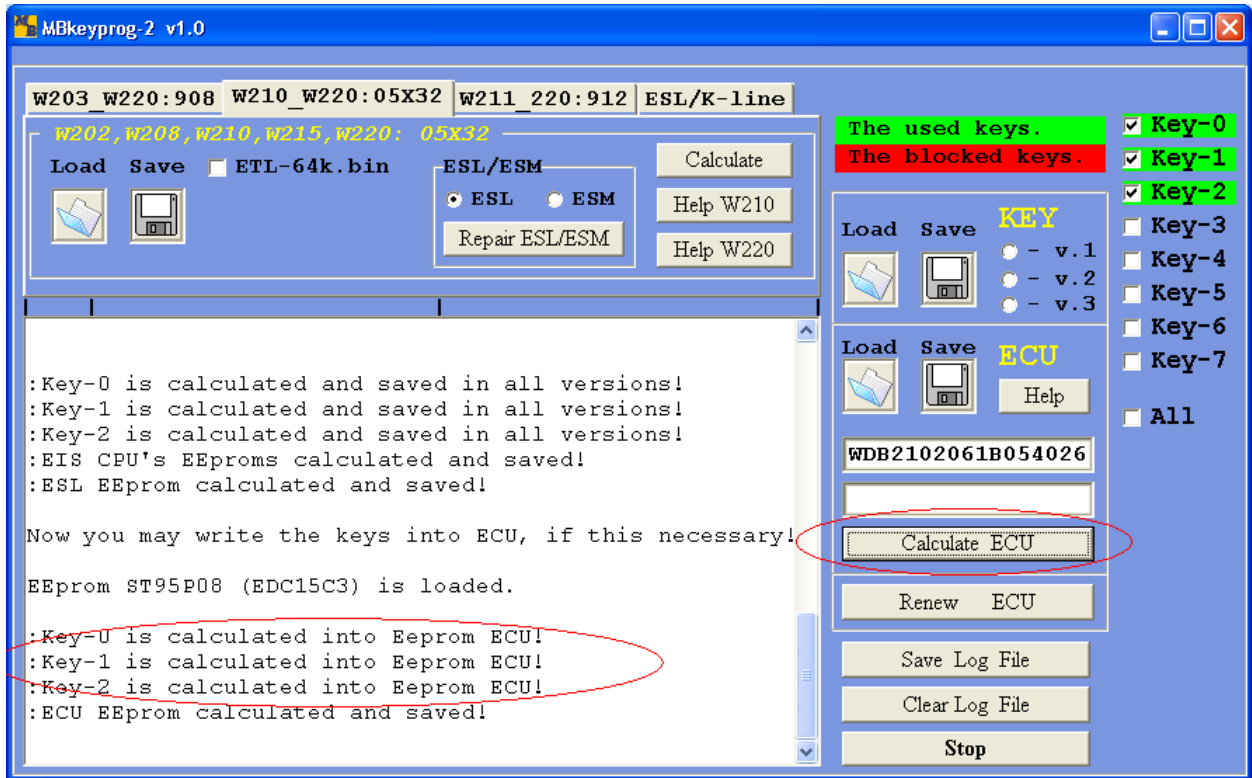 MBkeyprog-2 v1.0
W203_W220:908 W210_W220:05X32 W211_220:912 ESL/K-line
W202,W208,W210,W215,W220: 05X32
Load Save ETL-64k.bin
ESL/ESM
ESL ESM
Repair ESL/ESM
Calculate
Help W210
Help W220
:Key-0 is calculated and saved in all versions!
:Key-1 is calculated and saved in all versions!
:Key-2 is calculated and saved in all versions!
:EIS CPU's EEproms calculated and saved!
:ESL EEprom calculated and saved!
Now you may write the keys into ECU, if this necessary!
EEprom ST95P08 (EDC15C3) is loaded.
:Key-0 is calculated into Eeprom ECU!
:Key-1 is calculated into Eeprom ECU!
:Key-2 is calculated into Eeprom ECU!
:ECU EEprom calculated and saved!
The used keys.
The blocked keys.
Load Save KEY
- v.1
- v.2
- v.3
Load Save ECU
Help
WDB2102061B054026
Calculate ECU
Renew ECU
Save Log File
Clear Log File
Stop
Key-0
Key-1
Key-2
Key-3
Key-4
Key-5
Key-6
Key-7
All